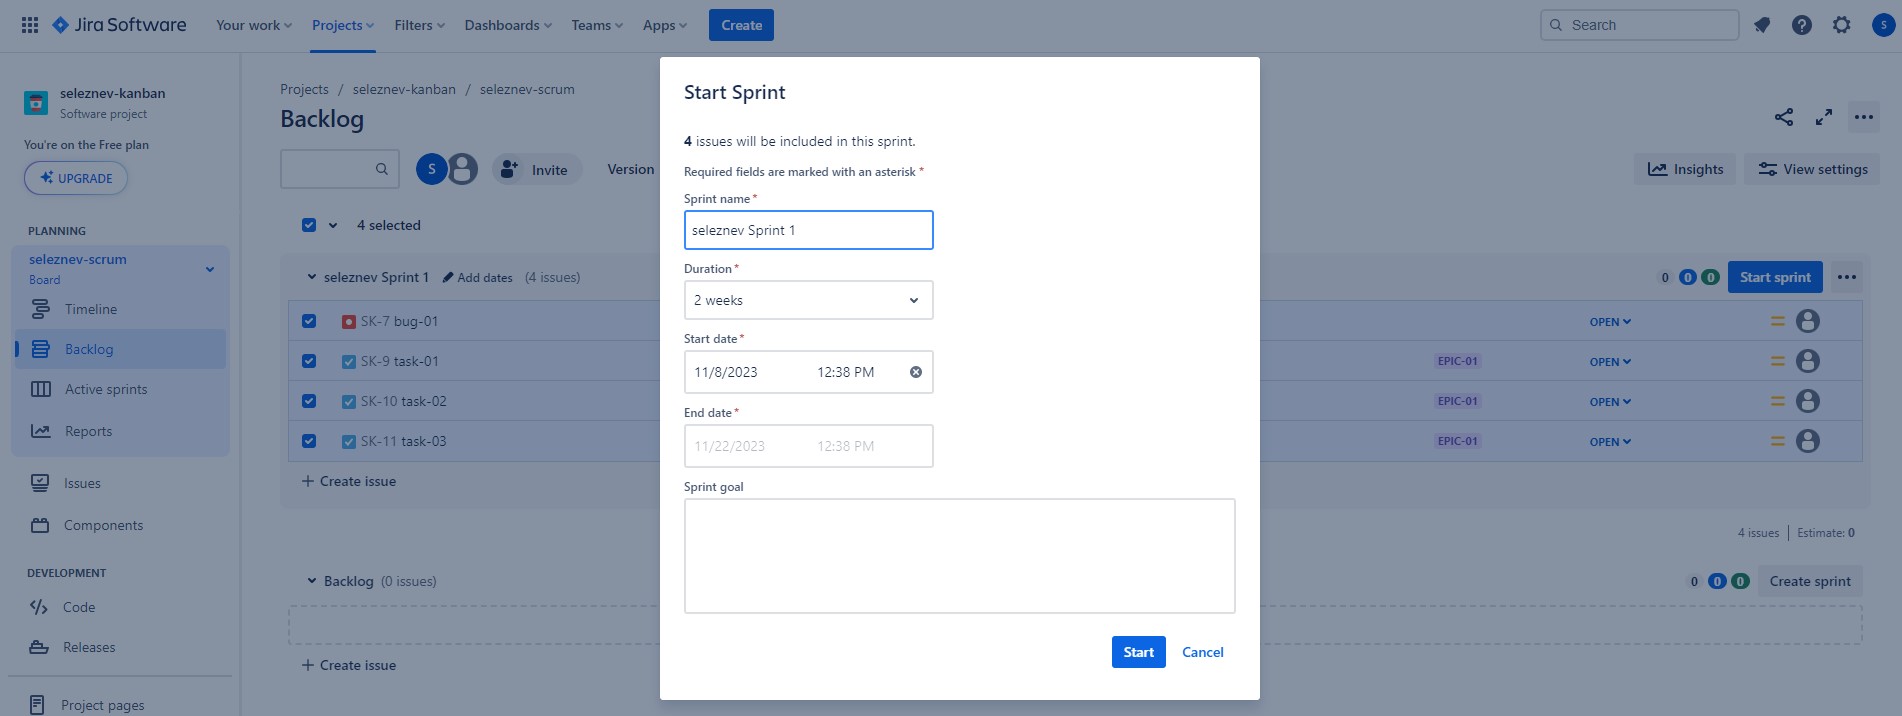 Jira Software Your work Projects Filters Dashboards Teams Apps Create Search S
seleznev-kanban
Software project
You're on the Free plan
UPGRADE
PLANNING
seleznev-scrum
Board
Timeline
Backlog
Active sprints
Reports
Issues
Components
DEVELOPMENT
Code
Releases
Project pages
Projects / seleznev-kanban / seleznev-scrum
Backlog
S Invite Version Insights View settings
4 selected
seleznev Sprint 1 Add dates (4 issues) 0 0 0 Start sprint
SK-7 bug-01 OPEN
SK-9 task-01 EPIC-01 OPEN
SK-10 task-02 EPIC-01 OPEN
SK-11 task-03 EPIC-01 OPEN
+ Create issue
4 issues | Estimate: 0
Backlog (0 issues) 0 0 0 Create sprint
+ Create issue
Start Sprint
4 issues will be included in this sprint.
Required fields are marked with an asterisk *
Sprint name *
seleznev Sprint 1
Duration *
2 weeks
Start date *
11/8/2023 12:38 PM
End date *
11/22/2023 12:38 PM
Sprint goal
Start Cancel